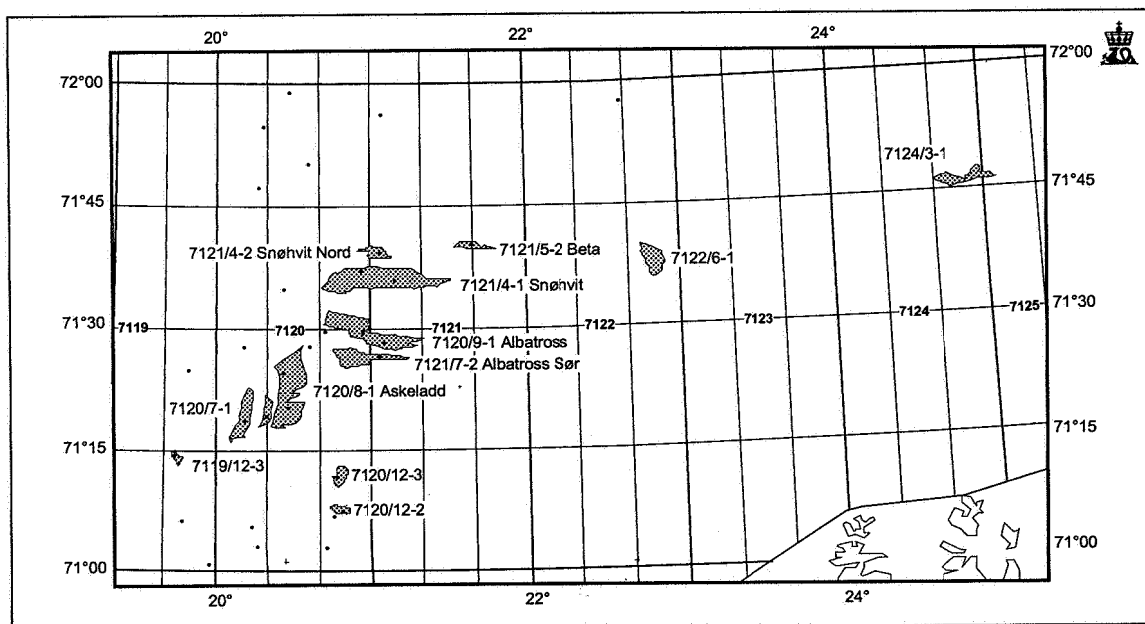 20° 22° 24°
72°00 72°00
7124/3-1
71°45 71°45
7121/4-2 Snøhvit Nord 7121/5-2 Beta 7122/6-1
7121/4-1 Snøhvit
71°30 7119 7120 7121 7122 7123 7124 7125 71°30
7120/9-1 Albatross
7121/7-2 Albatross Sør
7120/8-1 Askeladd
7120/7-1
71°15 71°15
7119/12-3
7120/12-3
7120/12-2
71°00 71°00
20° 22° 24°